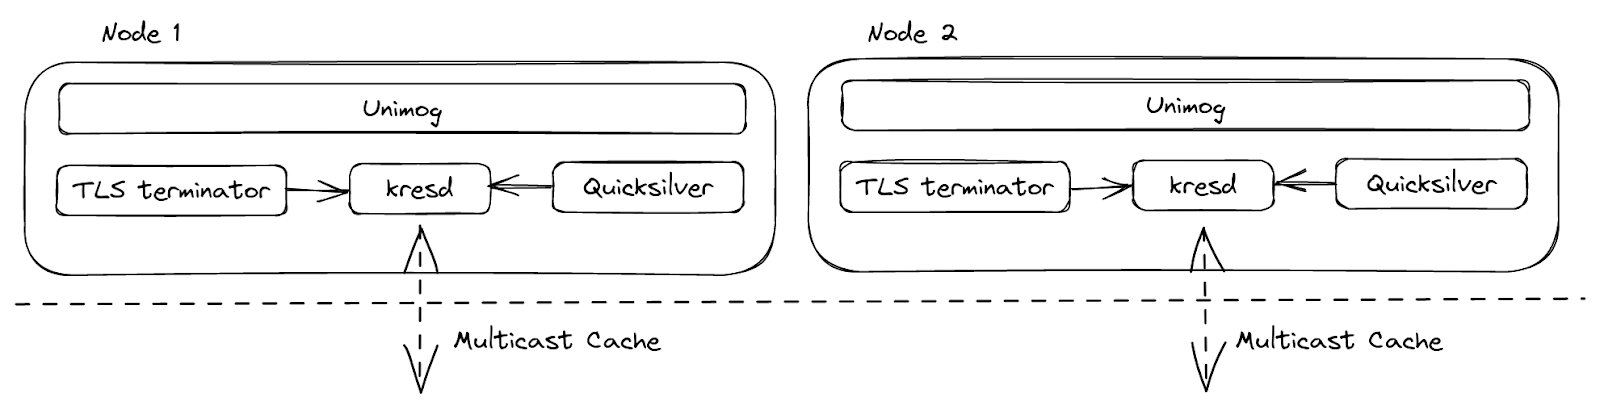 Node 1
Node 2
Unimog
Unimog
TLS terminator
kresd
Quicksilver
TLS terminator
kresd
Quicksilver
Multicast Cache
Multicast Cache